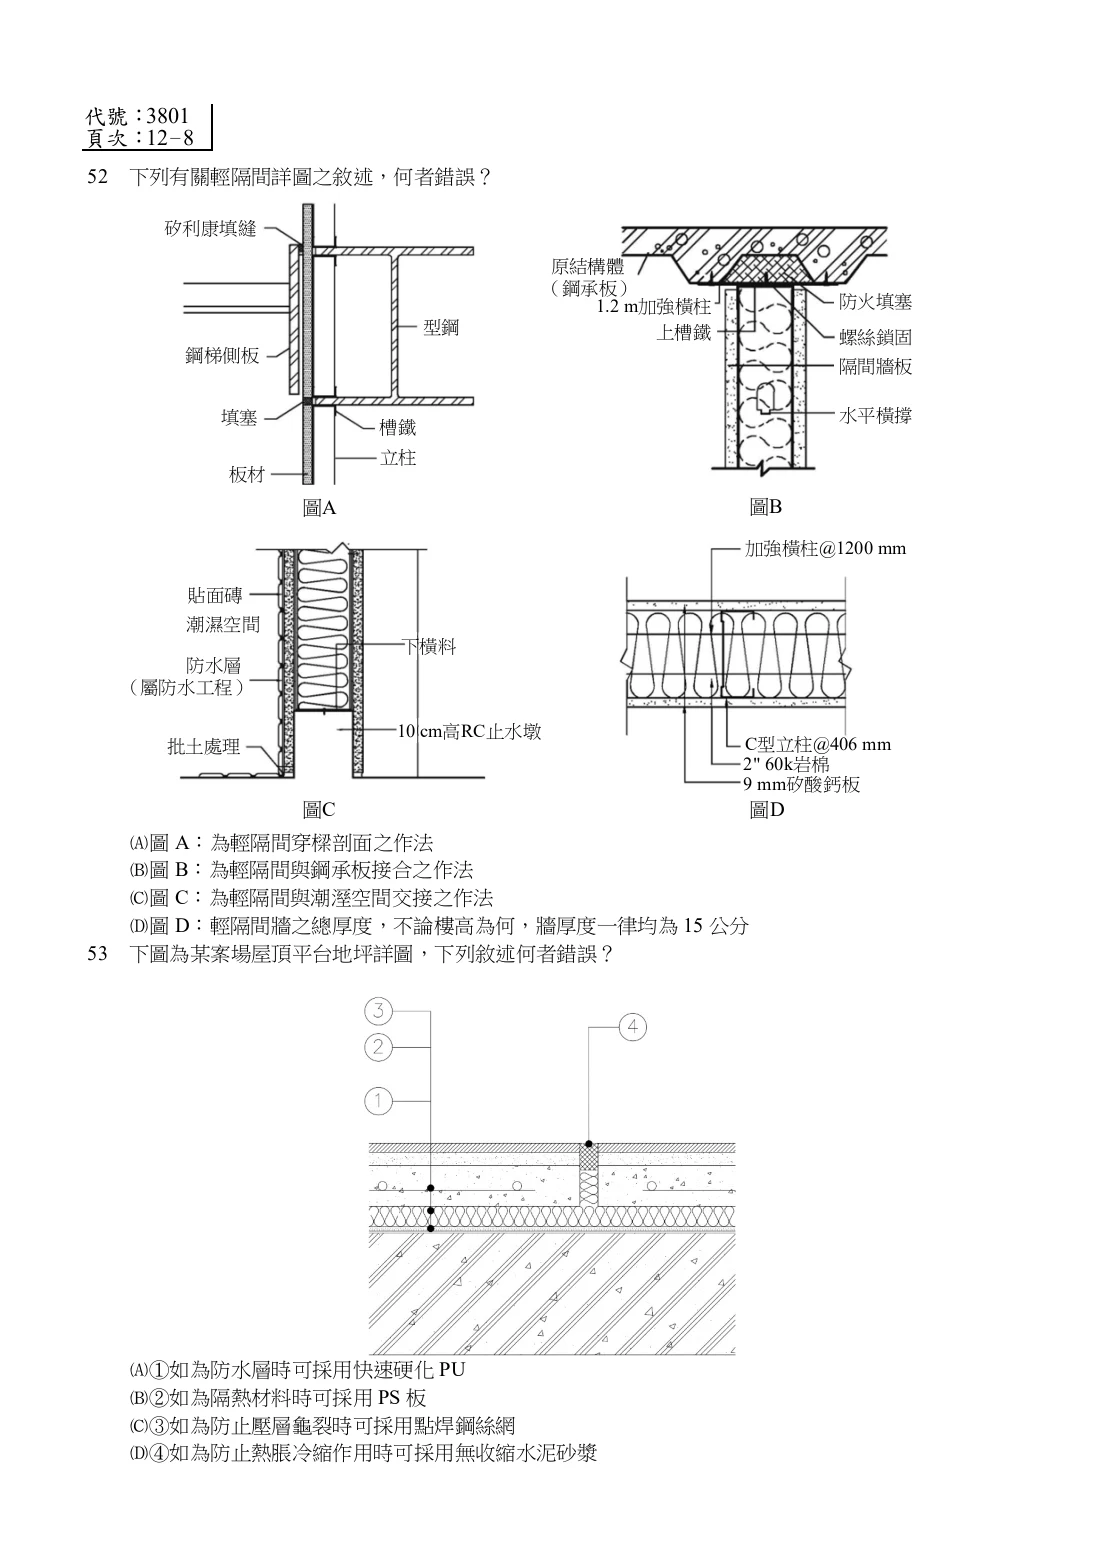 代號：3801
頁次：12－8
52 下列有關輕隔間詳圖之敘述，何者錯誤？
矽利康填縫
鋼梯側板
型鋼
填塞
槽鐵
立柱
板材
圖A
原結構體
（鋼承板）
1.2 m加強橫柱
上槽鐵
防火填塞
螺絲鎖固
隔間牆板
水平橫撐
圖B
貼面磚
潮濕空間
下橫料
防水層
（屬防水工程）
10 cm高RC止水墩
批土處理
圖C
加強橫柱@1200 mm
C型立柱@406 mm
2" 60k岩棉
9 mm矽酸鈣板
圖D
(A)圖 A：為輕隔間穿樑剖面之作法
(B)圖 B：為輕隔間與鋼承板接合之作法
(C)圖 C：為輕隔間與潮溼空間交接之作法
(D)圖 D：輕隔間牆之總厚度，不論樓高為何，牆厚度一律均為 15 公分
53 下圖為某案場屋頂平台地坪詳圖，下列敘述何者錯誤？
③
④
②
①
(A)①如為防水層時可採用快速硬化 PU
(B)②如為隔熱材料時可採用 PS 板
(C)③如為防止壓層龜裂時可採用點焊鋼絲網
(D)④如為防止熱脹冷縮作用時可採用無收縮水泥砂漿